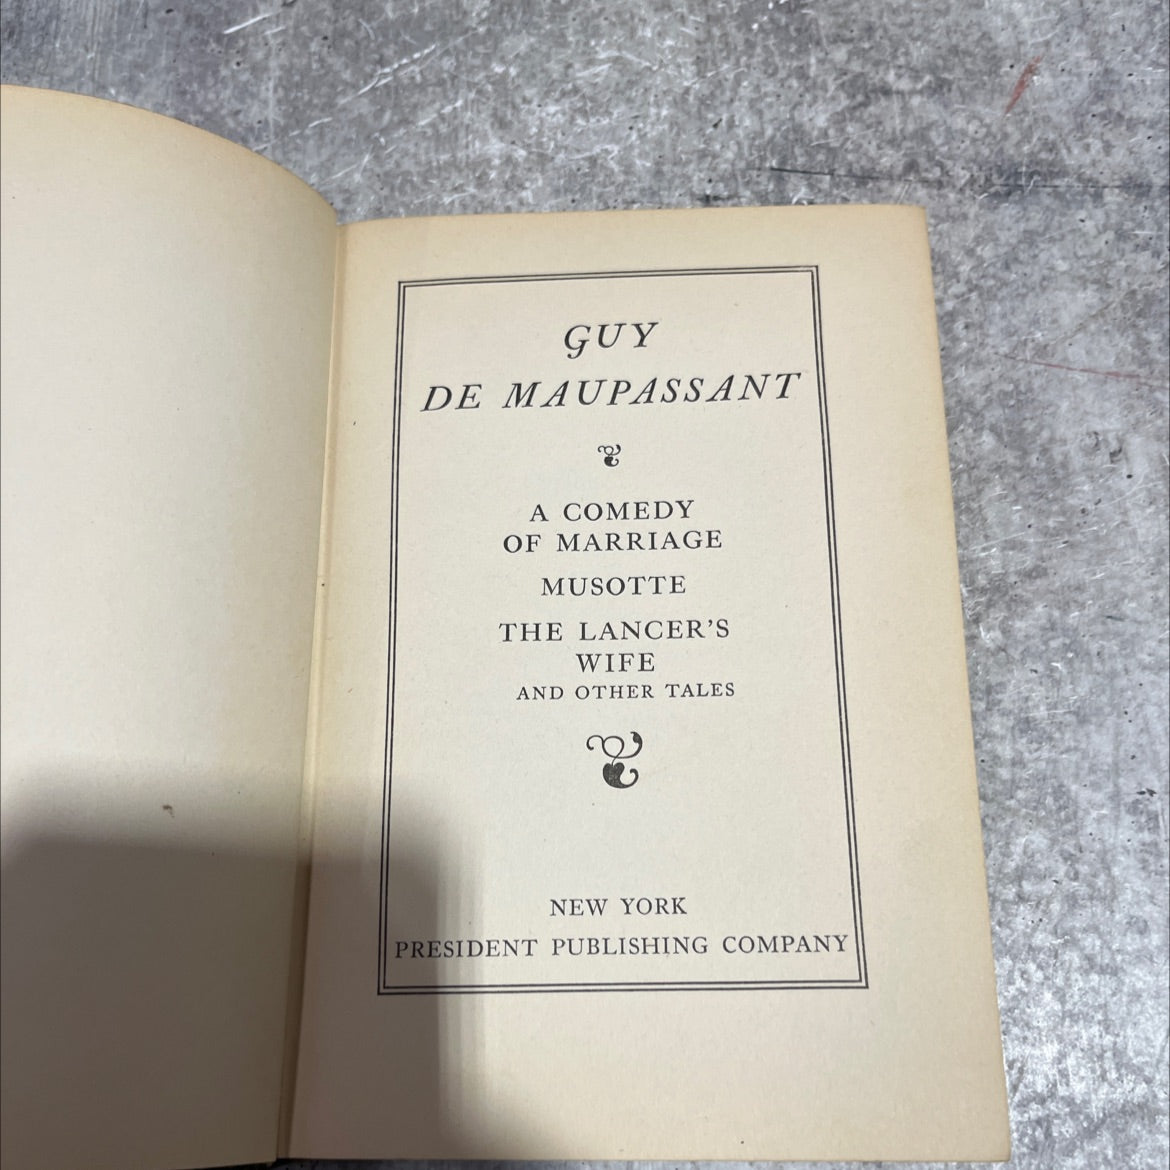 GUY
DE MAUPASSANT
A COMEDY
OF MARRIAGE
MUSOTTE
THE LANCER'S
WIFE
AND OTHER TALES
NEW YORK
PRESIDENT PUBLISHING COMPANY